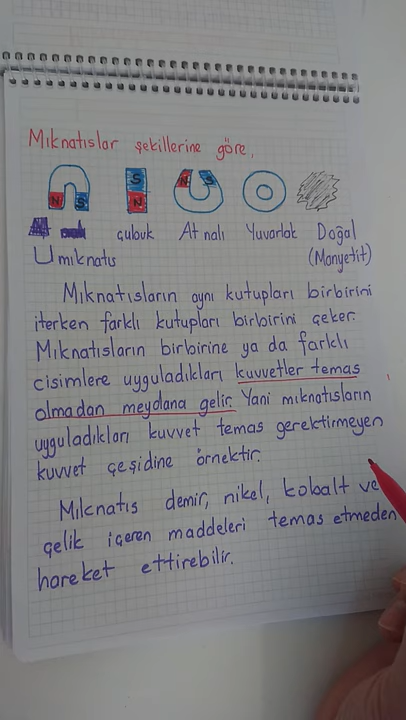 Mıknatıslar şekillerine göre,
N S S N N S
çubuk At nalı Yuvarlak Doğal
U mıknatıs (Manyetit)
Mıknatısların aynı kutupları birbirini
iterken farklı kutupları birbirini çeker.
Mıknatısların birbirine ya da farklı
cisimlere uyguladıkları kuvvetler temas
olmadan meydana gelir. Yani mıknatısların
uyguladıkları kuvvet temas gerektirmeyen
kuvvet çeşidine örnektir.
Mıknatıs demir, nikel, kobalt ve
çelik içeren maddeleri temas etmeden
hareket ettirebilir.